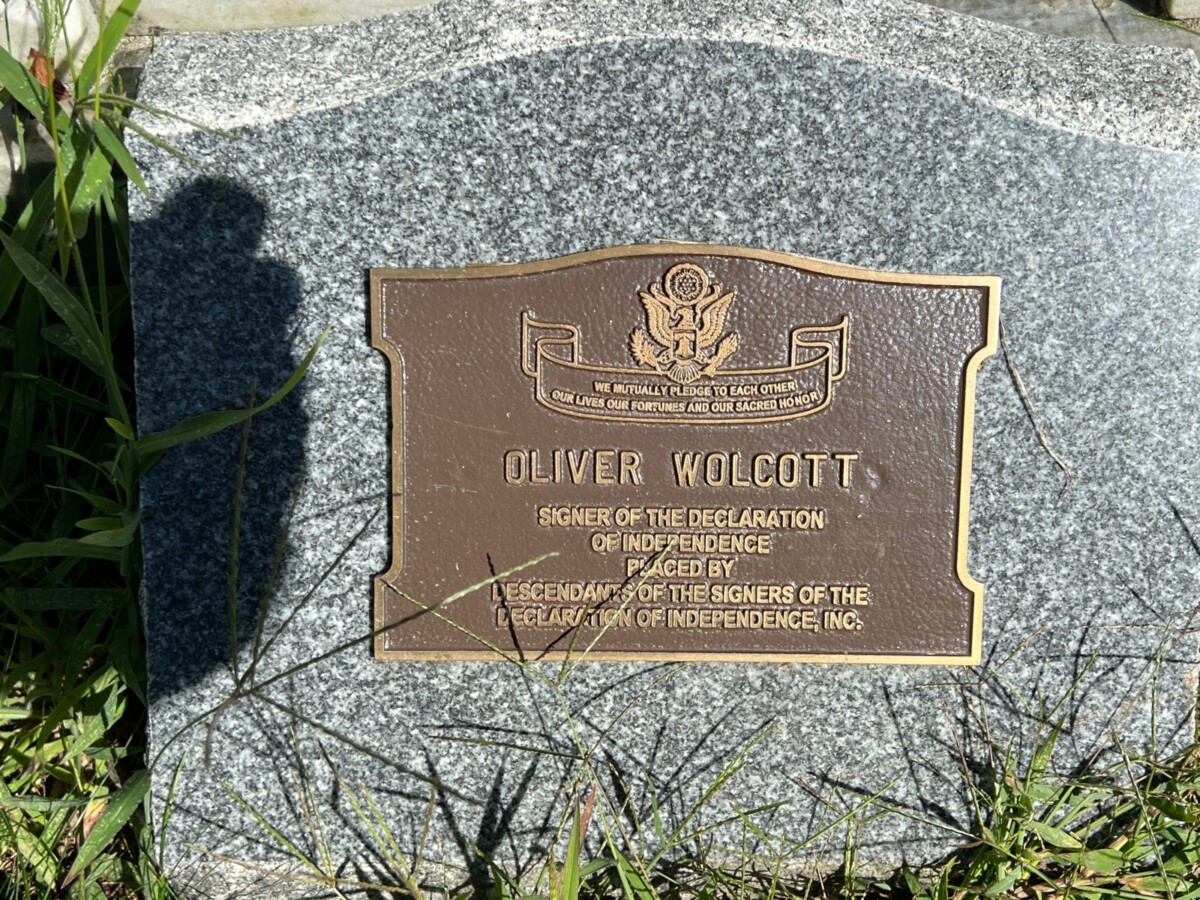 WE MUTUALLY PLEDGE TO EACH OTHER
OUR LIVES OUR FORTUNES AND OUR SACRED HONOR
OLIVER WOLCOTT
SIGNER OF THE DECLARATION
OF INDEPENDENCE
PLACED BY
DESCENDANTS OF THE SIGNERS OF THE
DECLARATION OF INDEPENDENCE, INC.